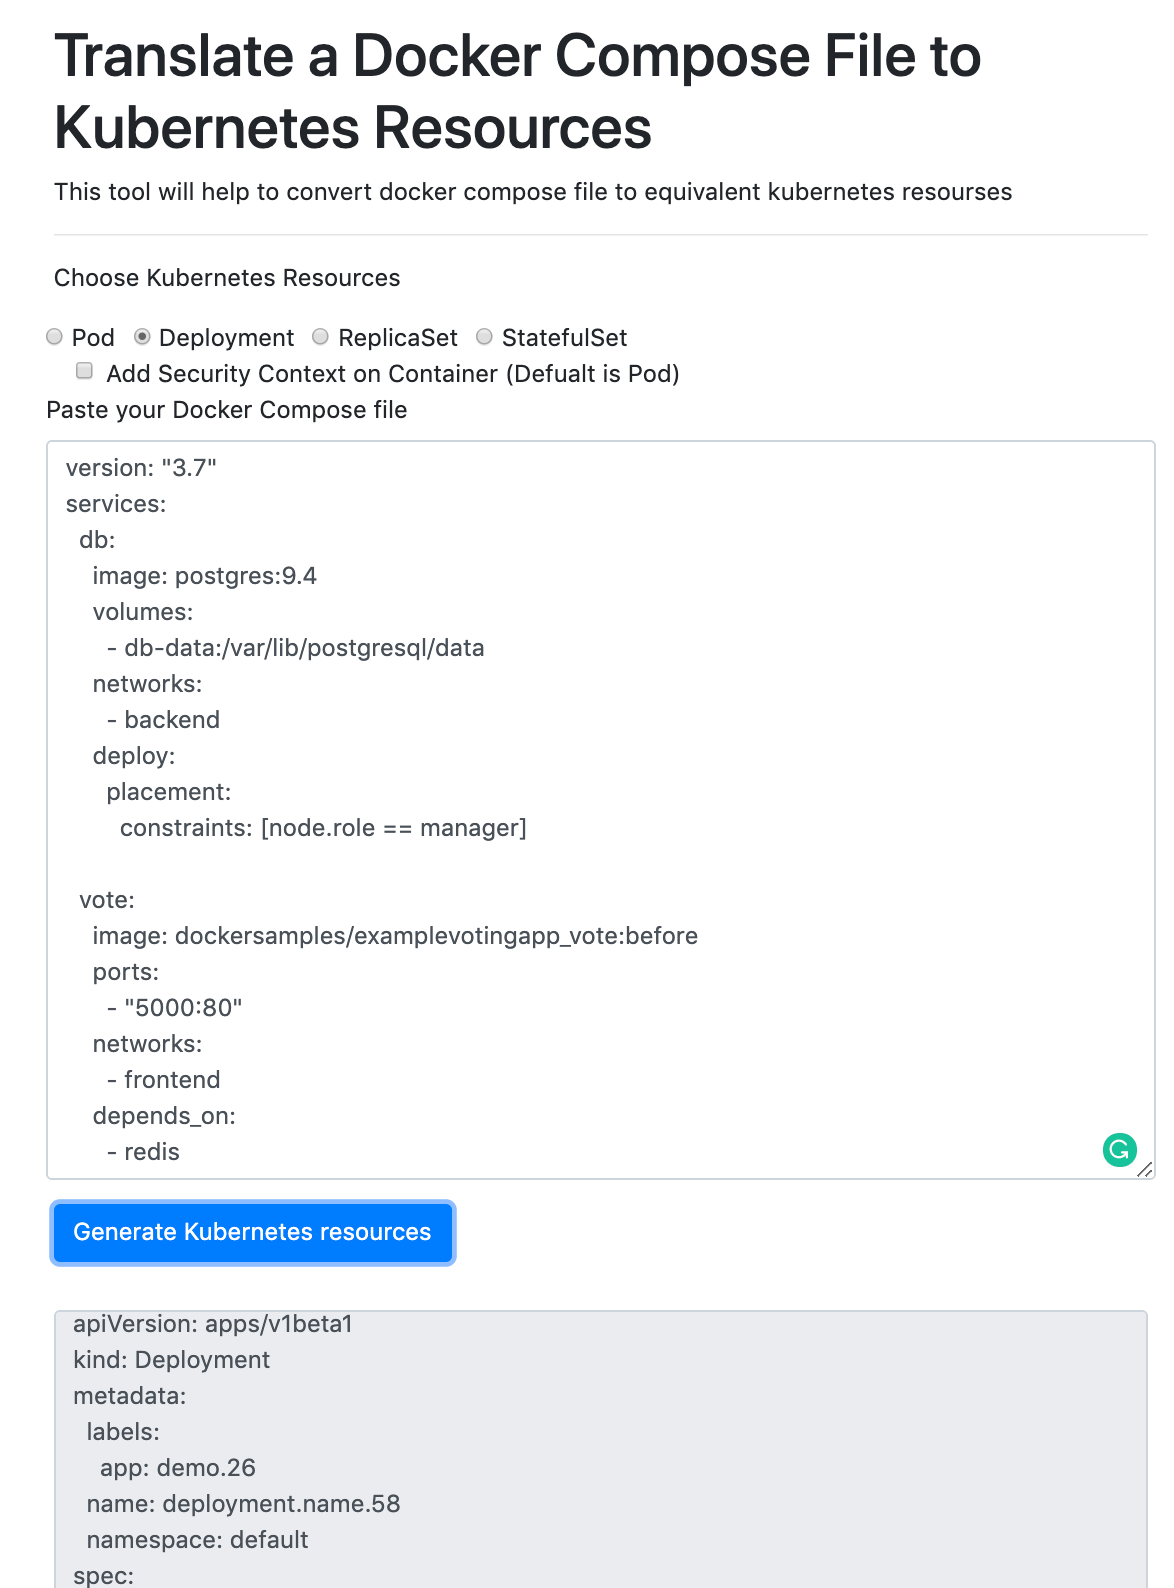 Translate a Docker Compose File to
Kubernetes Resources
This tool will help to convert docker compose file to equivalent kubernetes resourses
Choose Kubernetes Resources
Pod Deployment ReplicaSet StatefulSet
Add Security Context on Container (Defualt is Pod)
Paste your Docker Compose file
version: "3.7"
services:
  db:
    image: postgres:9.4
    volumes:
      - db-data:/var/lib/postgresql/data
    networks:
      - backend
    deploy:
      placement:
        constraints: [node.role == manager]

  vote:
    image: dockersamples/examplevotingapp_vote:before
    ports:
      - "5000:80"
    networks:
      - frontend
    depends_on:
      - redis
Generate Kubernetes resources
apiVersion: apps/v1beta1
kind: Deployment
metadata:
  labels:
    app: demo.26
  name: deployment.name.58
  namespace: default
spec: